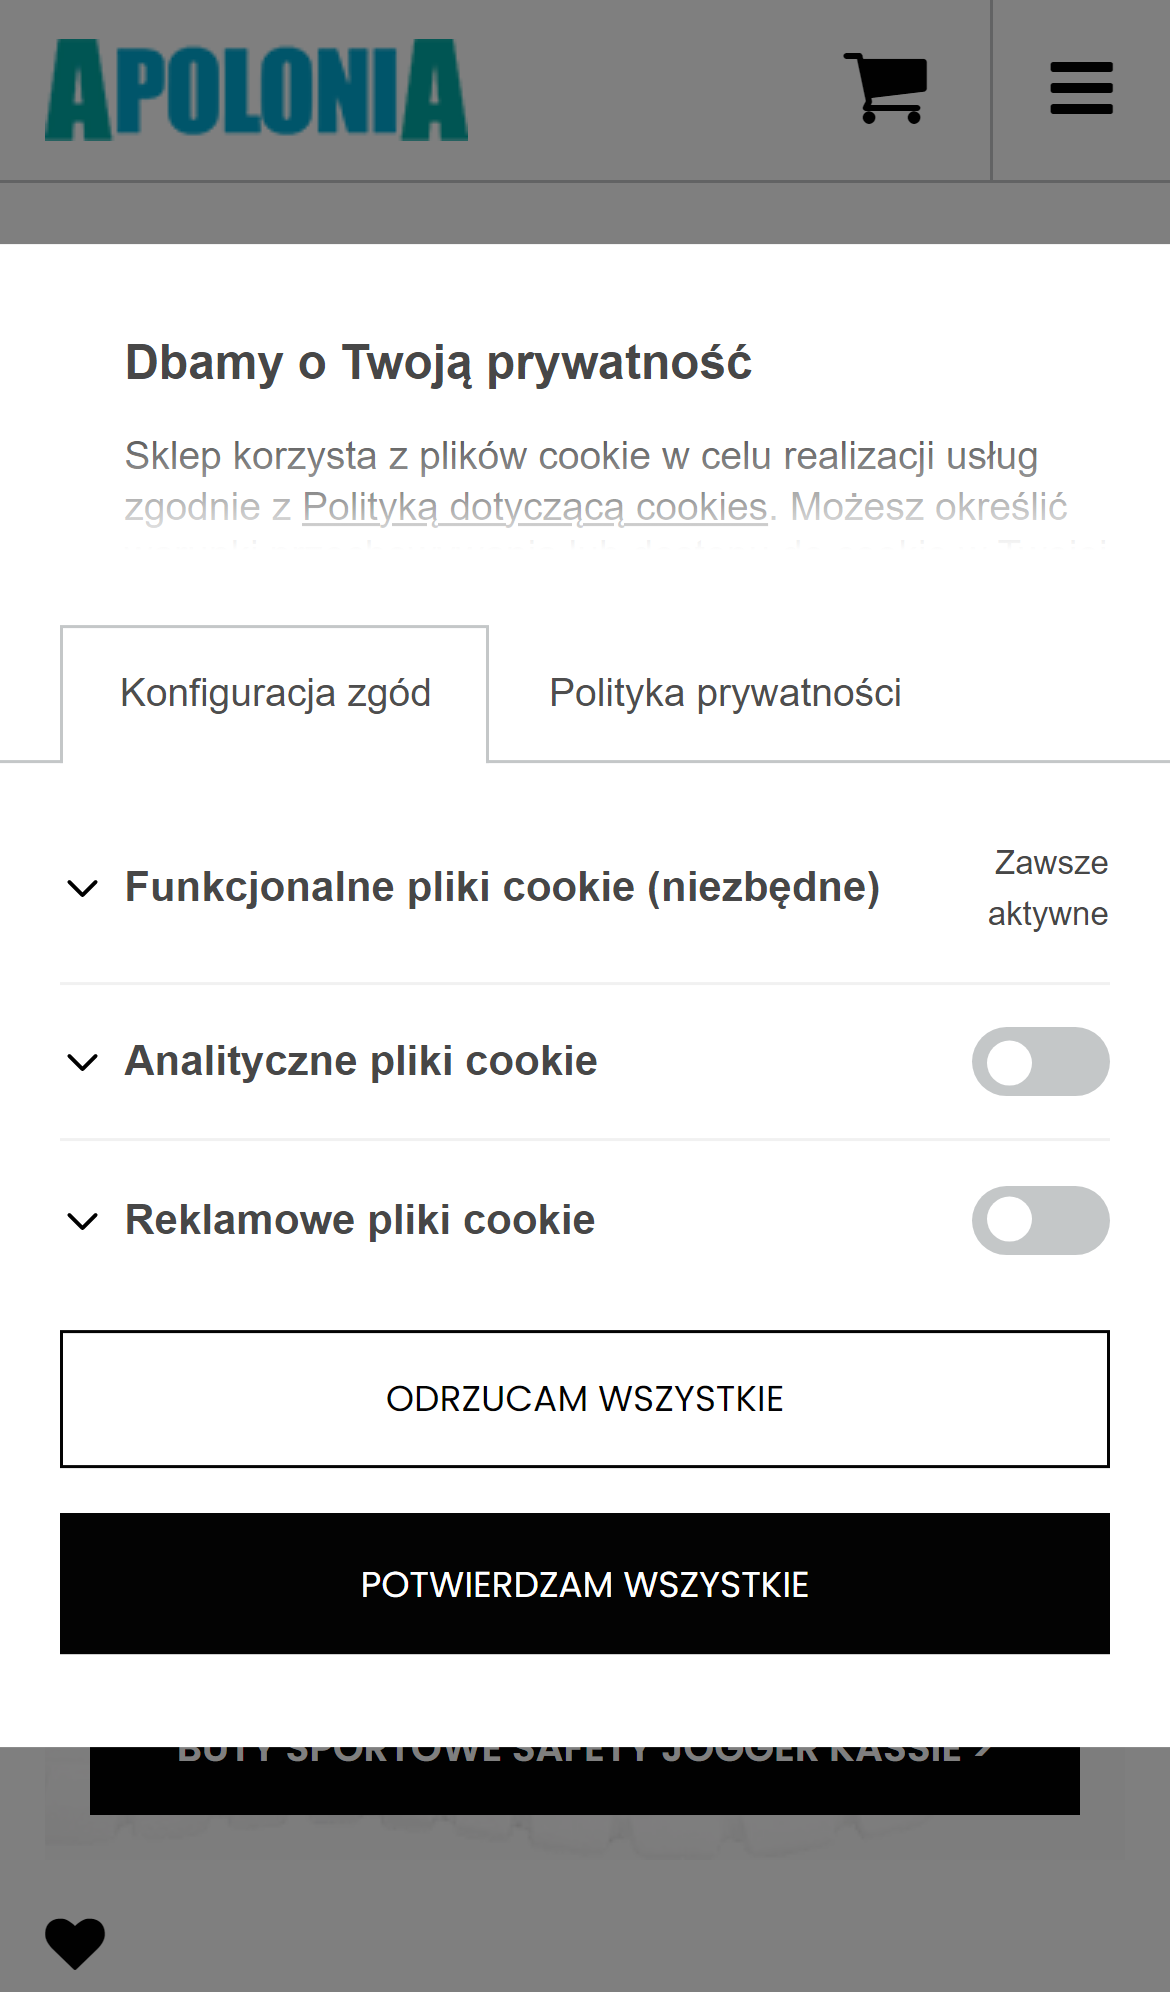 APOLONIA
Dbamy o Twoją prywatność
Sklep korzysta z plików cookie w celu realizacji usług
zgodnie z Polityką dotyczącą cookies. Możesz określić
Konfiguracja zgód
Polityka prywatności
Funkcjonalne pliki cookie (niezbędne)
Zawsze
aktywne
Analityczne pliki cookie
Reklamowe pliki cookie
ODRZUCAM WSZYSTKIE
POTWIERDZAM WSZYSTKIE
BUTY SPORTOWE SAFETY JOGGER KASSIE >